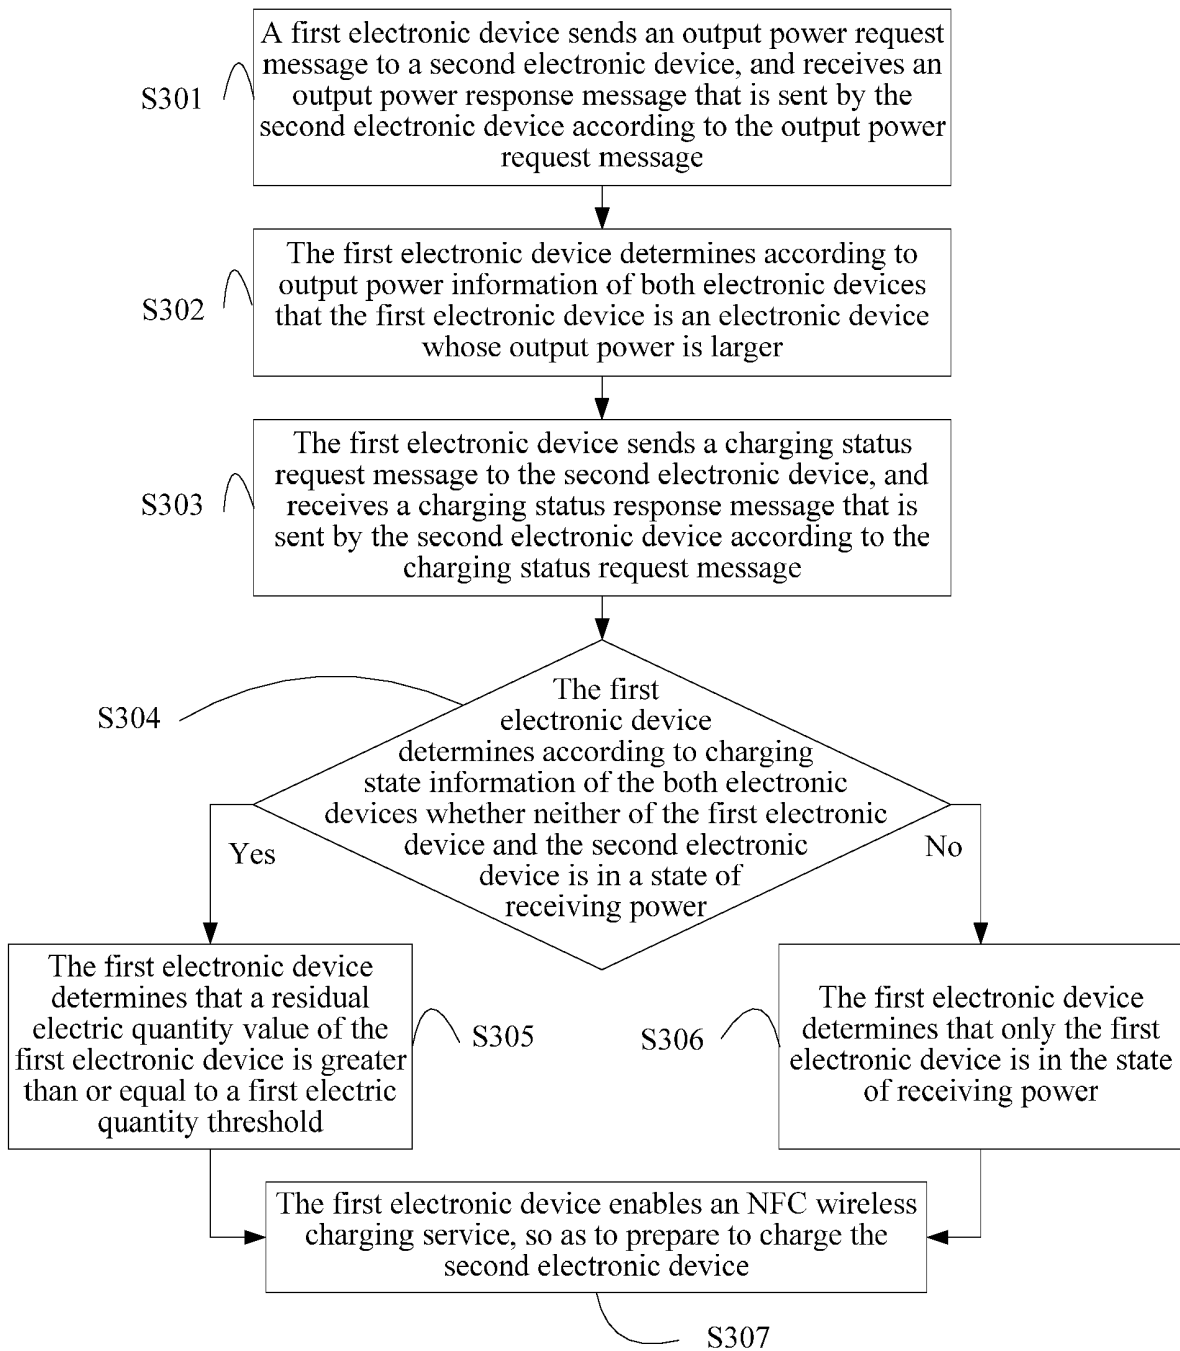 A first electronic device sends an output power request
message to a second electronic device, and receives an
output power response message that is sent by the
second electronic device according to the output power
request message
S301
The first electronic device determines according to
output power information of both electronic devices
that the first electronic device is an electronic device
whose output power is larger
S302
The first electronic device sends a charging status
request message to the second electronic device, and
receives a charging status response message that is
sent by the second electronic device according to the
charging status request message
S303
The first
electronic device
determines according to charging
state information of the both electronic
devices whether neither of the first electronic
device and the second electronic
device is in a state of
receiving power
S304
Yes
No
The first electronic device
determines that a residual
electric quantity value of the
first electronic device is greater
than or equal to a first electric
quantity threshold
S305
S306
The first electronic device
determines that only the first
electronic device is in the state
of receiving power
The first electronic device enables an NFC wireless
charging service, so as to prepare to charge the
second electronic device
S307